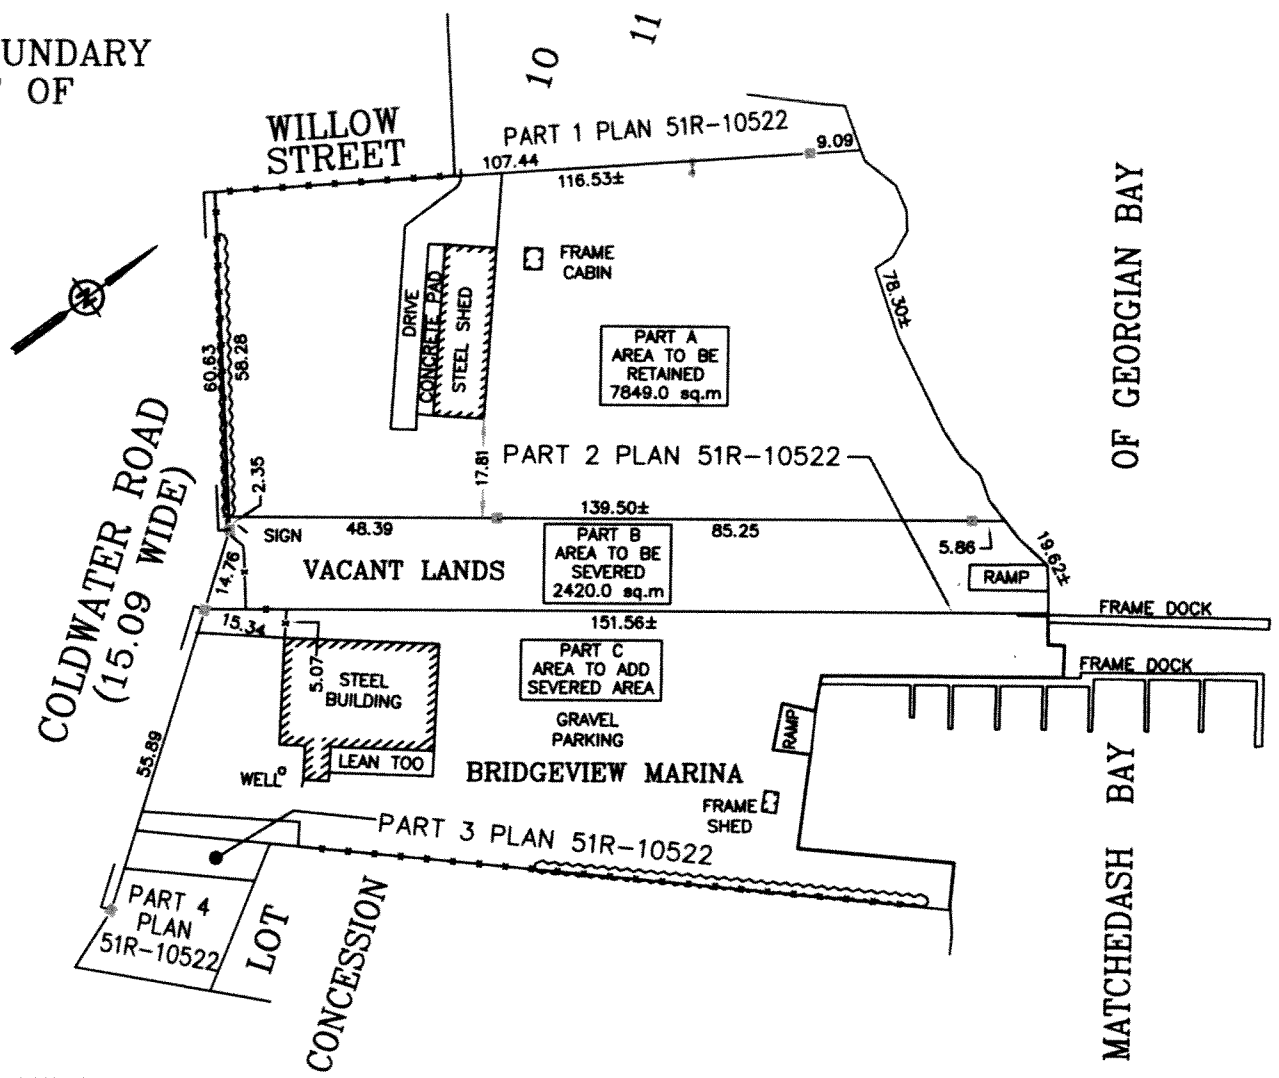 UNDARY
OF
10
11
WILLOW
STREET
PART 1 PLAN 51R-10522
9.09
107.44
116.53±
FRAME
CABIN
DRIVE
CONCRETE PAD
STEEL SHED
78.30±
PART A
AREA TO BE
RETAINED
7849.0 sq.m
60.63
58.28
OF GEORGIAN BAY
PART 2 PLAN 51R-10522
17.81
2.35
139.50±
SIGN
48.39
85.25
5.86
19.62±
PART B
AREA TO BE
SEVERED
2420.0 sq.m
VACANT LANDS
14.76
RAMP
COLDWATER ROAD
(15.09 WIDE)
15.34
151.56±
FRAME DOCK
5.07
STEEL
BUILDING
PART C
AREA TO ADD
SEVERED AREA
FRAME DOCK
GRAVEL
PARKING
RAMP
55.89
WELL
LEAN TOO
BRIDGEVIEW MARINA
FRAME
SHED
PART 3 PLAN 51R-10522
PART 4
PLAN
51R-10522
LOT
CONCESSION
MATCHEDASH BAY